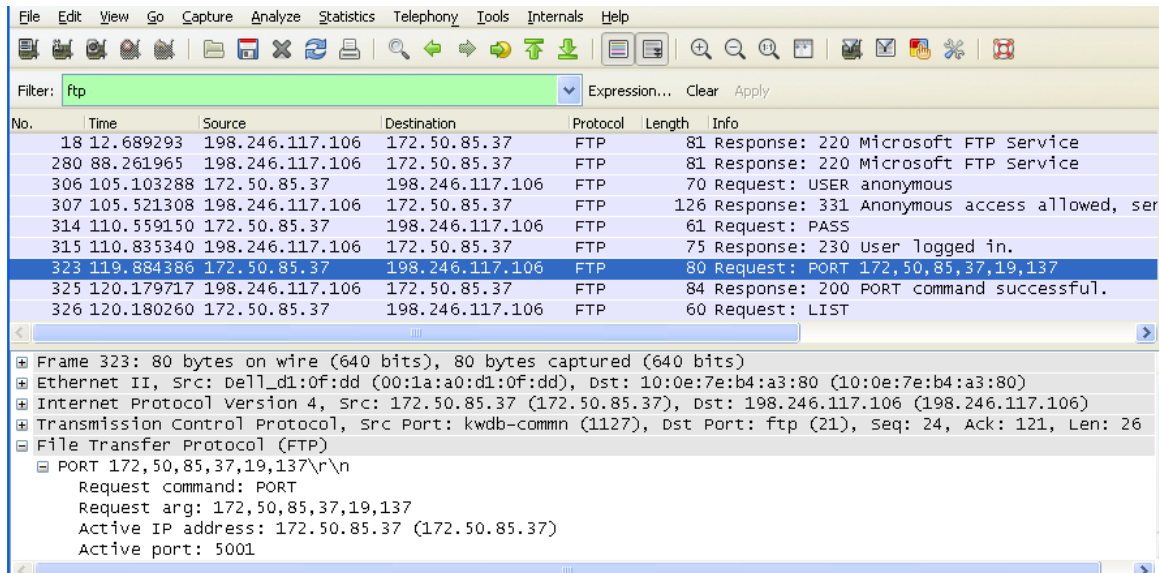 File Edit View Go Capture Analyze Statistics Telephony Tools Internals Help
Filter: ftp Expression... Clear Apply
No. Time Source Destination Protocol Length Info
18 12.689293 198.246.117.106 172.50.85.37 FTP 81 Response: 220 Microsoft FTP Service
280 88.261965 198.246.117.106 172.50.85.37 FTP 81 Response: 220 Microsoft FTP Service
306 105.103288 172.50.85.37 198.246.117.106 FTP 70 Request: USER anonymous
307 105.521308 198.246.117.106 172.50.85.37 FTP 126 Response: 331 Anonymous access allowed, ser
314 110.559150 172.50.85.37 198.246.117.106 FTP 61 Request: PASS
315 110.835340 198.246.117.106 172.50.85.37 FTP 75 Response: 230 User logged in.
323 119.884386 172.50.85.37 198.246.117.106 FTP 80 Request: PORT 172,50,85,37,19,137
325 120.179717 198.246.117.106 172.50.85.37 FTP 84 Response: 200 PORT command successful.
326 120.180260 172.50.85.37 198.246.117.106 FTP 60 Request: LIST
Frame 323: 80 bytes on wire (640 bits), 80 bytes captured (640 bits)
Ethernet II, Src: Dell_d1:0f:dd (00:1a:a0:d1:0f:dd), Dst: 10:0e:7e:b4:a3:80 (10:0e:7e:b4:a3:80)
Internet Protocol Version 4, Src: 172.50.85.37 (172.50.85.37), Dst: 198.246.117.106 (198.246.117.106)
Transmission Control Protocol, Src Port: kwdb-commn (1127), Dst Port: ftp (21), Seq: 24, Ack: 121, Len: 26
File Transfer Protocol (FTP)
PORT 172,50,85,37,19,137\r\n
Request command: PORT
Request arg: 172,50,85,37,19,137
Active IP address: 172.50.85.37 (172.50.85.37)
Active port: 5001